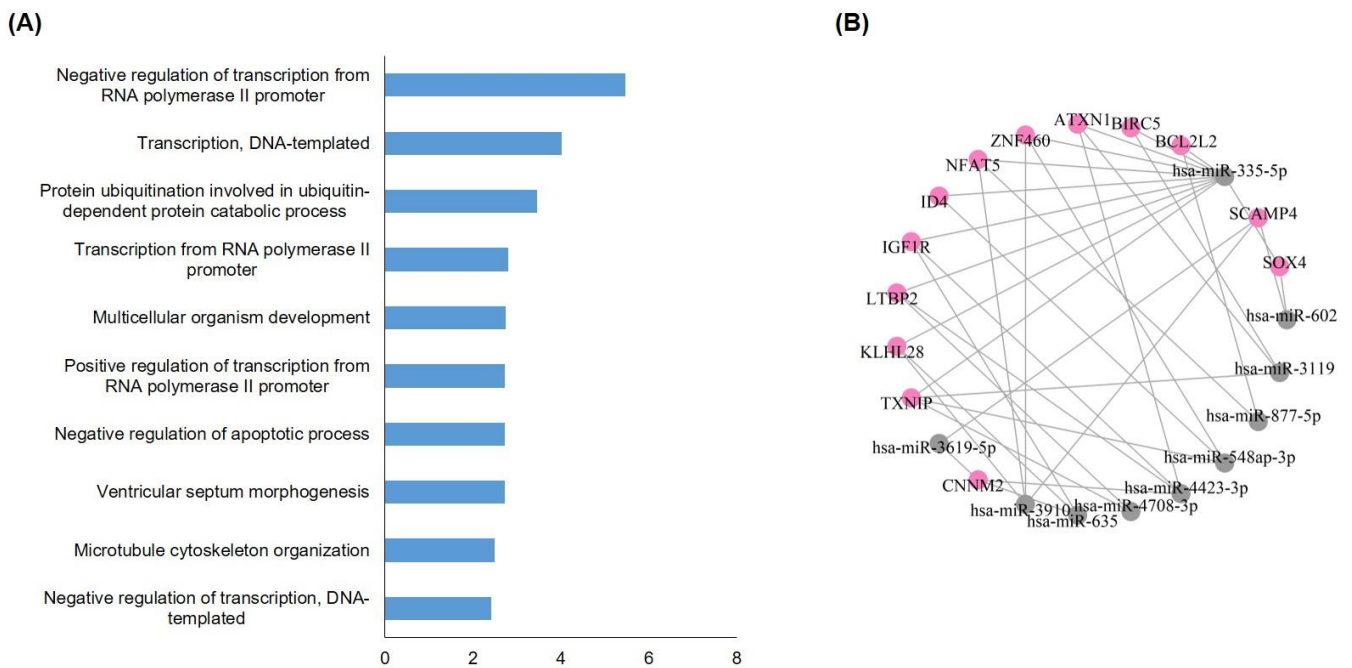 (A)
Negative regulation of transcription from
RNA polymerase II promoter
Transcription, DNA-templated
Protein ubiquitination involved in ubiquitin-
dependent protein catabolic process
Transcription from RNA polymerase II
promoter
Multicellular organism development
Positive regulation of transcription from
RNA polymerase II promoter
Negative regulation of apoptotic process
Ventricular septum morphogenesis
Microtubule cytoskeleton organization
Negative regulation of transcription, DNA-
templated
0 2 4 6 8
(B)
ATXN1
BIRC5
ZNF460
BCL2L2
NFAT5
hsa-miR-335-5p
ID4
SCAMP4
IGF1R
SOX4
LTBP2
hsa-miR-602
KLHL28
hsa-miR-3119
TXNIP
hsa-miR-877-5p
hsa-miR-3619-5p
hsa-miR-548ap-3p
CNNM2
hsa-miR-4423-3p
hsa-miR-3910
hsa-miR-4708-3p
hsa-miR-635